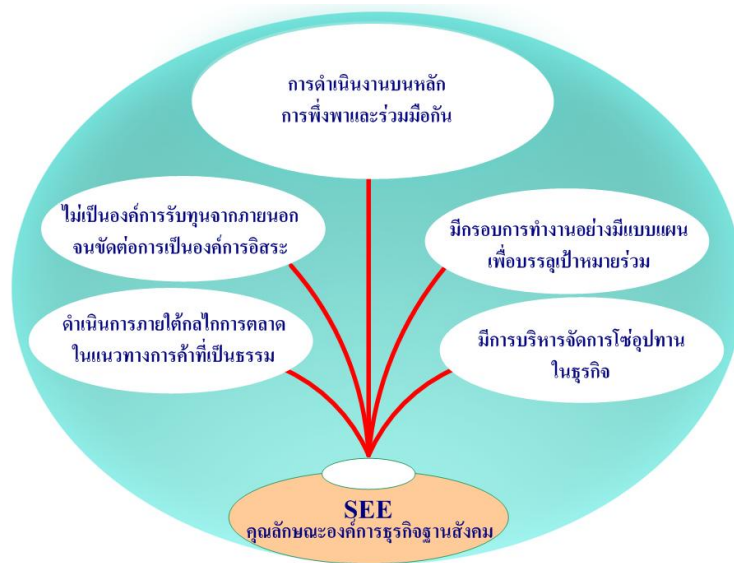 การดำเนินงานบนหลัก
การพึ่งพาและร่วมมือกัน
ไม่เป็นองค์การรับทุนจากภายนอก
จนขัดต่อการเป็นองค์การอิสระ
มีกรอบการทำงานอย่างมีแบบแผน
เพื่อบรรลุเป้าหมายร่วม
ดำเนินการภายใต้กลไกการตลาด
ในแนวทางการค้าที่เป็นธรรม
มีการบริหารจัดการโซ่อุปทาน
ในธุรกิจ
SEE
คุณลักษณะองค์การธุรกิจฐานสังคม